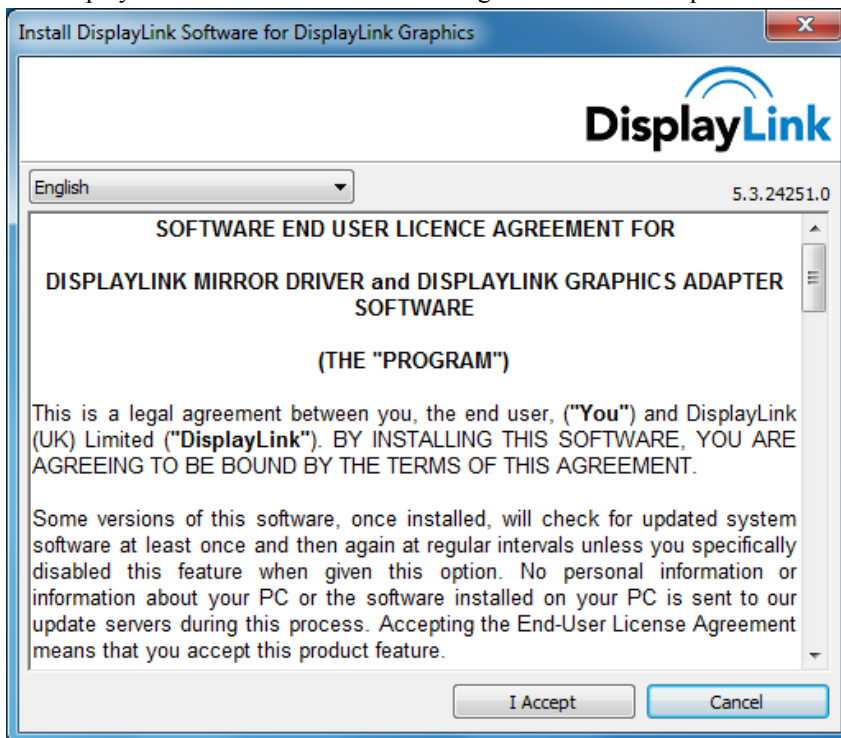 Install DisplayLink Software for DisplayLink Graphics
x
DisplayLink
English
5.3.24251.0
SOFTWARE END USER LICENCE AGREEMENT FOR
DISPLAYLINK MIRROR DRIVER and DISPLAYLINK GRAPHICS ADAPTER
SOFTWARE
(THE "PROGRAM")
This is a legal agreement between you, the end user, ("You") and DisplayLink
(UK) Limited ("DisplayLink"). BY INSTALLING THIS SOFTWARE, YOU ARE
AGREEING TO BE BOUND BY THE TERMS OF THIS AGREEMENT.
Some versions of this software, once installed, will check for updated system
software at least once and then again at regular intervals unless you specifically
disabled this feature when given this option. No personal information or
information about your PC or the software installed on your PC is sent to our
update servers during this process. Accepting the End-User License Agreement
means that you accept this product feature.
I Accept
Cancel